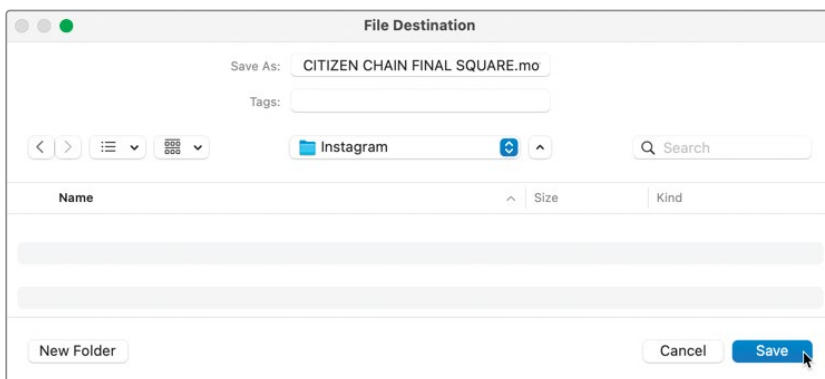 File Destination
Save As: CITIZEN CHAIN FINAL SQUARE.mo
Tags:
Instagram Search
Name Size Kind
New Folder Cancel Save